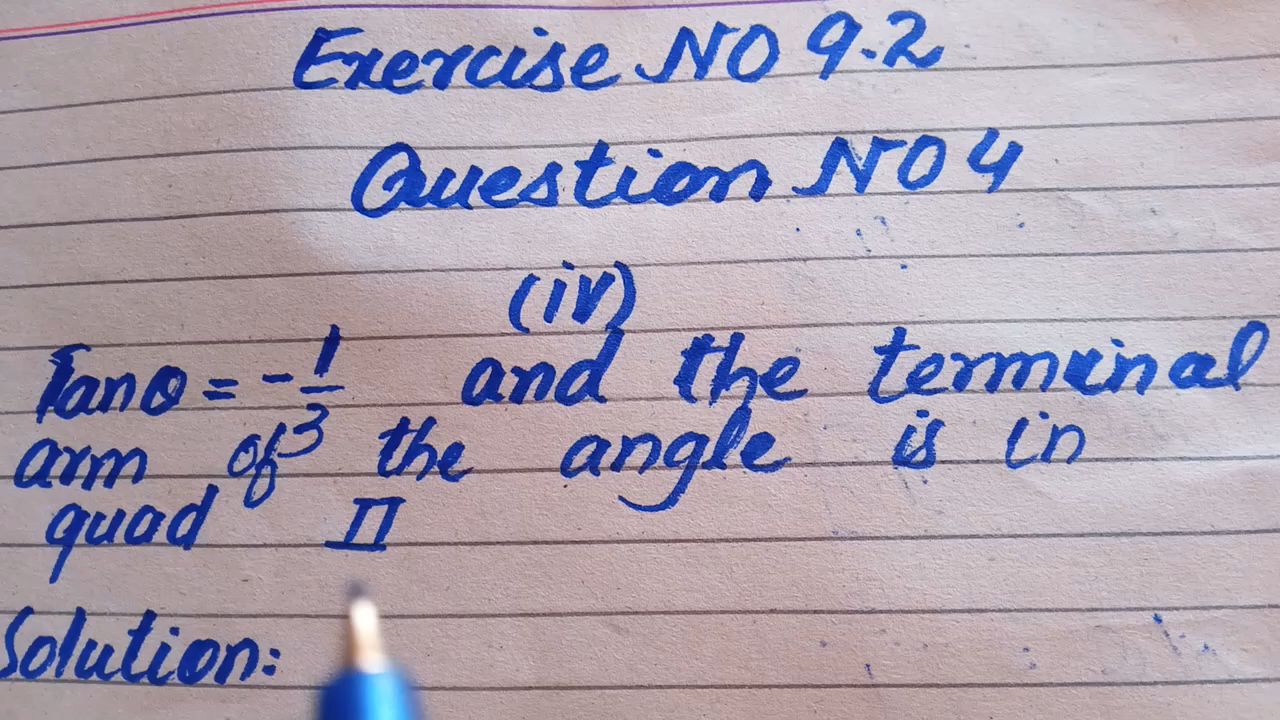 Exercise NO 9.2
Question NO 4
(iv)
Tanθ = -1/3 and the terminal
arm of the angle is in
quad II
Solution: